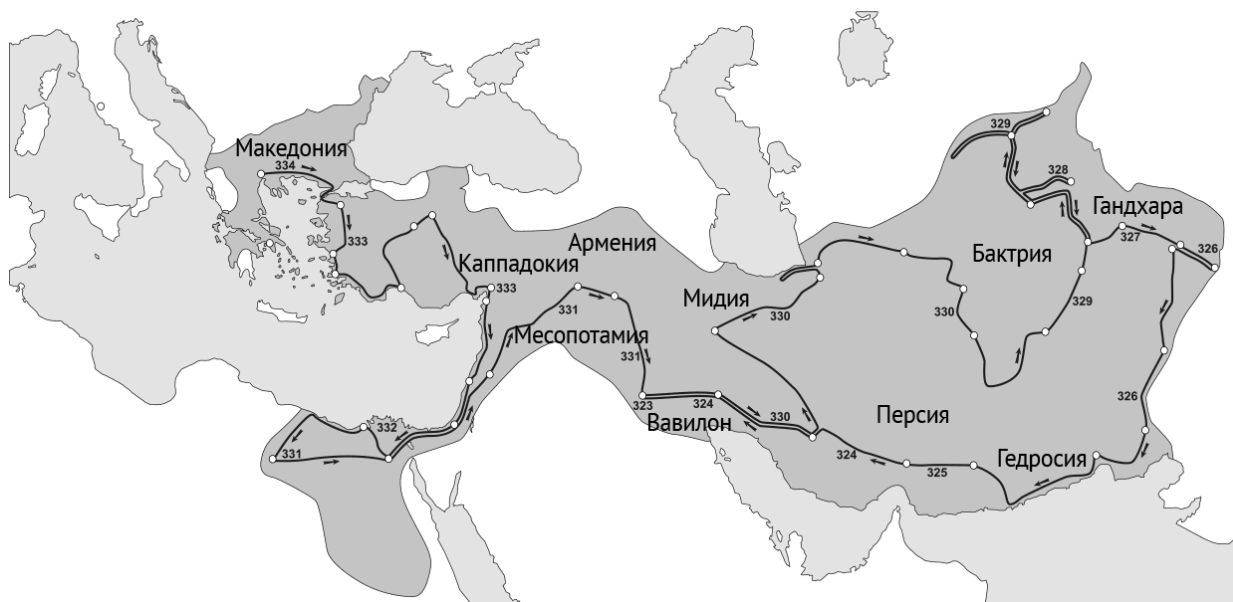 329
Македония
334
328
Гандхара
327
326
333
Армения
Бактрия
Каппадокия
333
329
Мидия
331
330
330
Месопотамия
331
326
323
324
Вавилон
330
Персия
332
324
Гедросия
331
325